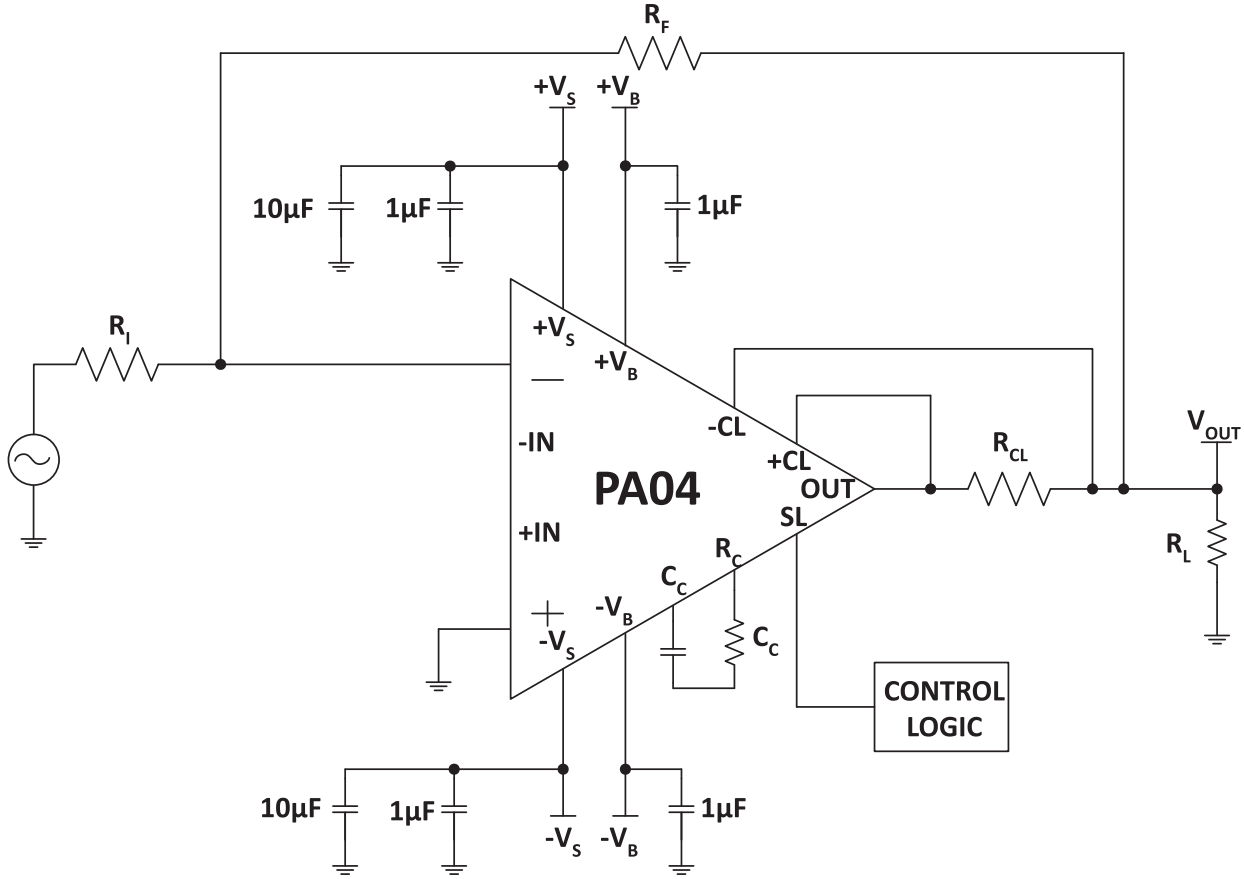 R_F
+V_S +V_B
10µF 1µF 1µF
R_I
+V_S
+V_B
-CL
+CL
-IN
PA04
OUT
R_CL
V_OUT
+IN
SL
R_L
R_C
C_C
-V_B
-V_S
C_C
CONTROL
LOGIC
10µF 1µF 1µF
-V_S -V_B